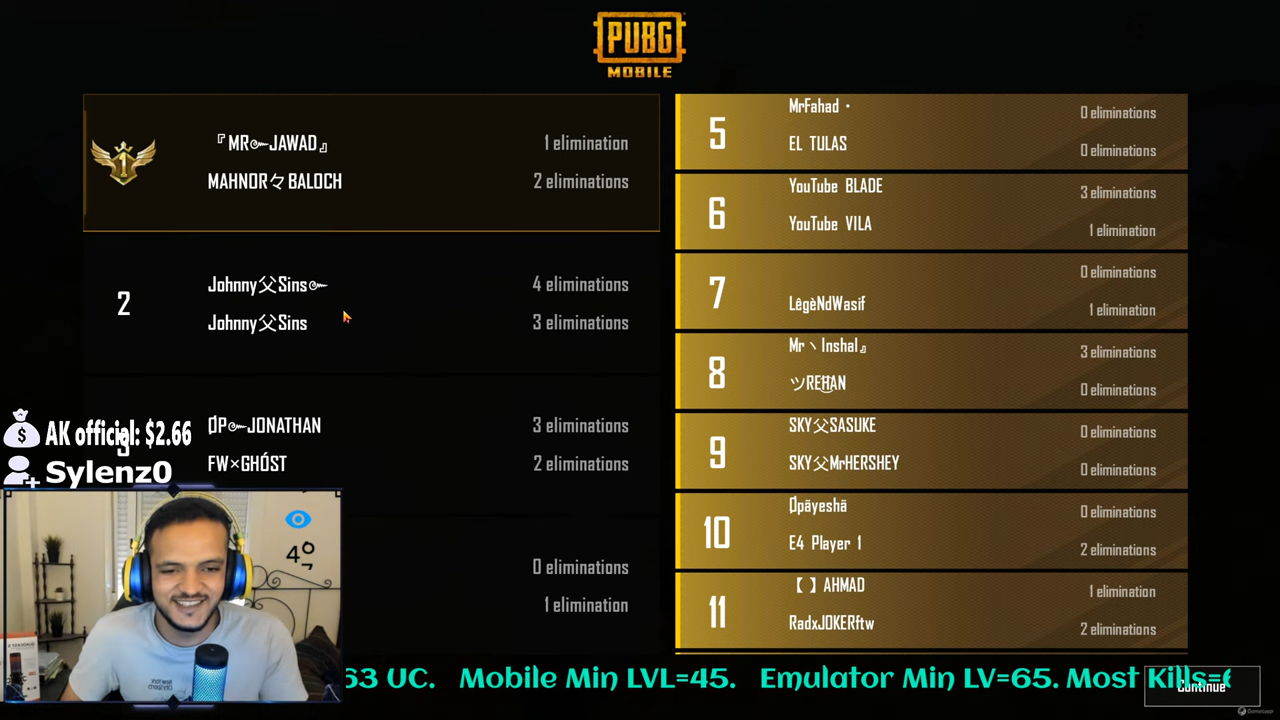 PUBG
MOBILE
1
『MR๛JAWAD』 1 elimination
MAHNOR々BALOCH 2 eliminations
2
Johnny父Sins๛ 4 eliminations
Johnny父Sins 3 eliminations
ØP๛JONATHAN 3 eliminations
FW×GHÓST 2 eliminations
0 eliminations
1 elimination
AK official: $2.66
Sylenz0
5
MrFahad · 0 eliminations
EL TULAS 0 eliminations
6
YouTube BLADE 3 eliminations
YouTube VILA 1 elimination
7
0 eliminations
LêgèNdWasif 1 elimination
8
Mr丶Inshal』 3 eliminations
ツREHAN 0 eliminations
9
SKY父SASUKE 0 eliminations
SKY父MrHERSHEY 0 eliminations
10
Øpäyeshä 0 eliminations
E4 Player 1 2 eliminations
11
【 】AHMAD 1 elimination
RadxJOKERftw 2 eliminations
63 UC. Mobile Min LVL=45. Emulator Min LV=65. Most Kills=6
Continue
GameLoop